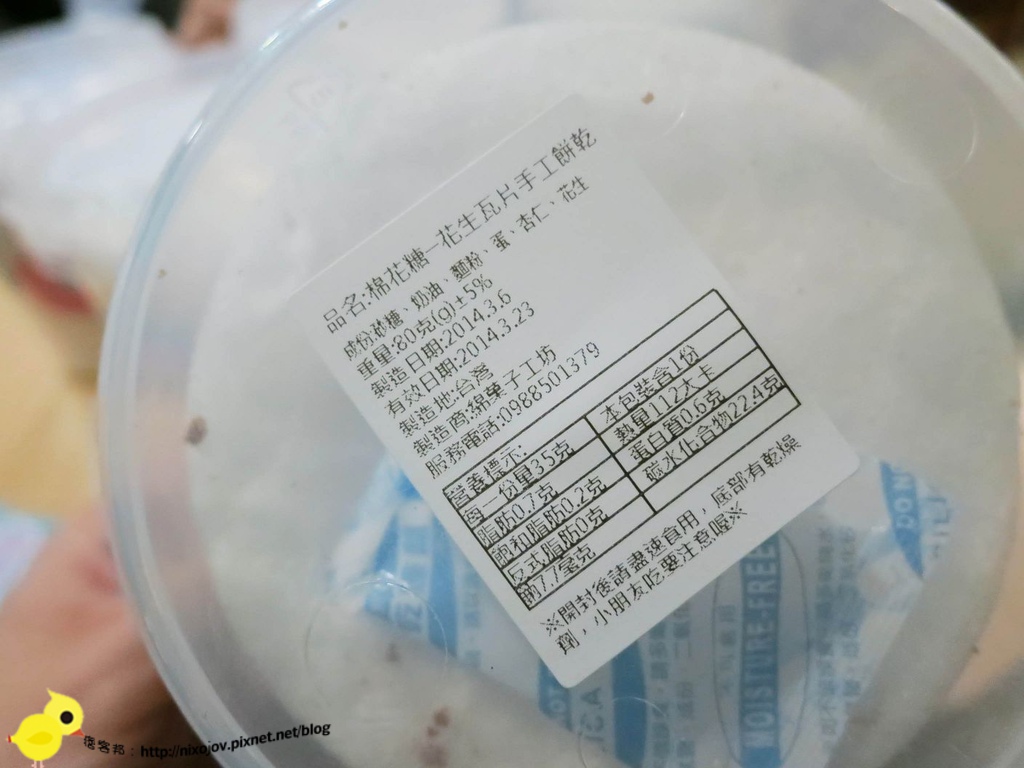 品名:棉花糖-花生瓦片手工餅乾
成份:砂糖、奶油、麵粉、蛋、杏仁、花生
重量:80克(g)±5%
製造日期:2014.3.6
有效日期:2014.3.23
製造地:台灣
製造商:綿菓子工坊
服務電話:0988501379
營養標示:
每一份量35克 本包裝含1份
脂肪0.7克 熱量112大卡
飽和脂肪0.2克 蛋白質0.6克
反式脂肪0克 碳水化合物22.4克
鈉7.7毫克
※開封後請盡速食用，底部有乾燥
劑，小朋友吃要注意喔※
DO NOT
MOISTURE-FREE
痞客邦：http://nixojov.pixnet.net/blog